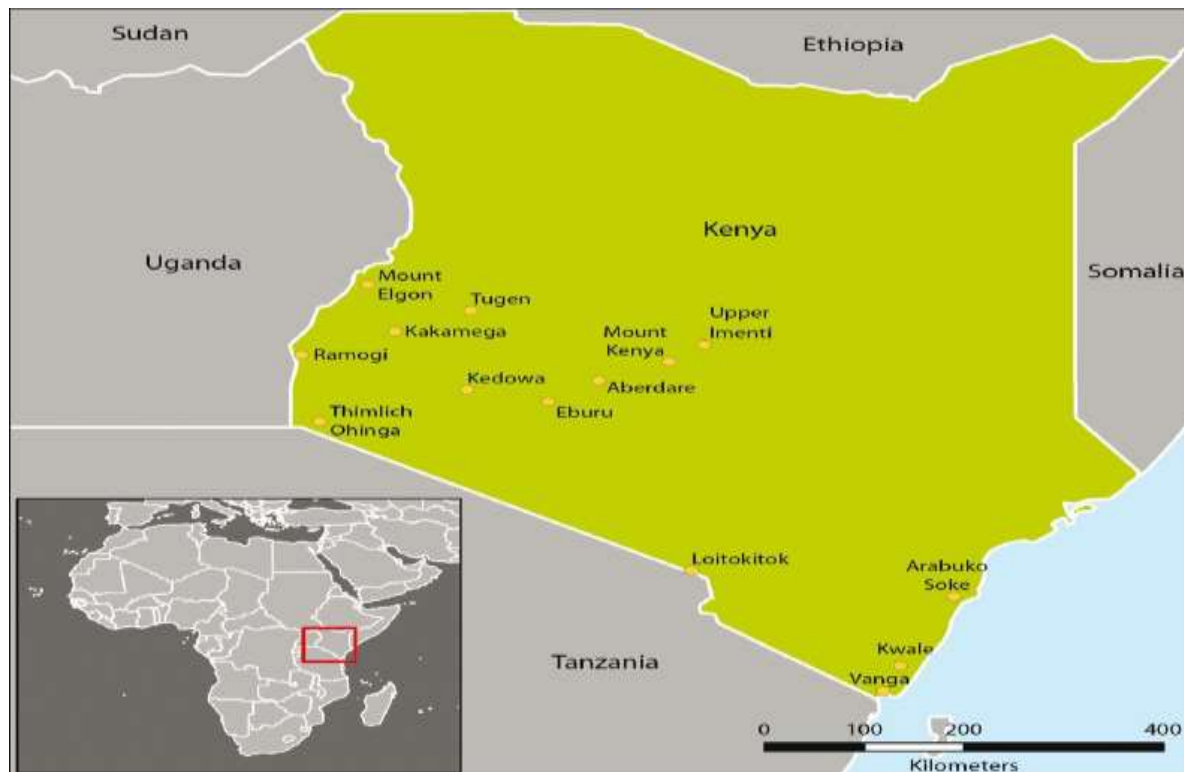 Sudan
Ethiopia
Kenya
Uganda
Somalia
Mount
Elgon
Tugen
Upper
Imenti
Kakamega
Mount
Kenya
Ramogi
Kedowa
Aberdare
Eburu
Thimlich
Ohinga
Loitokitok
Arabuko
Soke
Kwale
Tanzania
Vanga
0 100 200 400
Kilometers